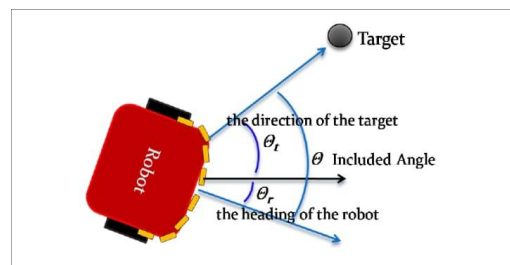 Target
the direction of the target
θt
Robot
θ Included Angle
θr
the heading of the robot